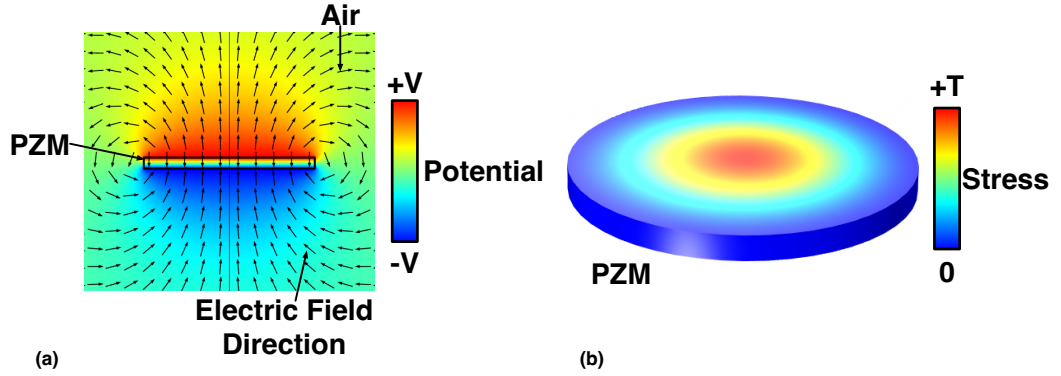 Air
+V
PZM
Potential
-V
Electric Field
Direction
(a)
+T
Stress
0
PZM
(b)